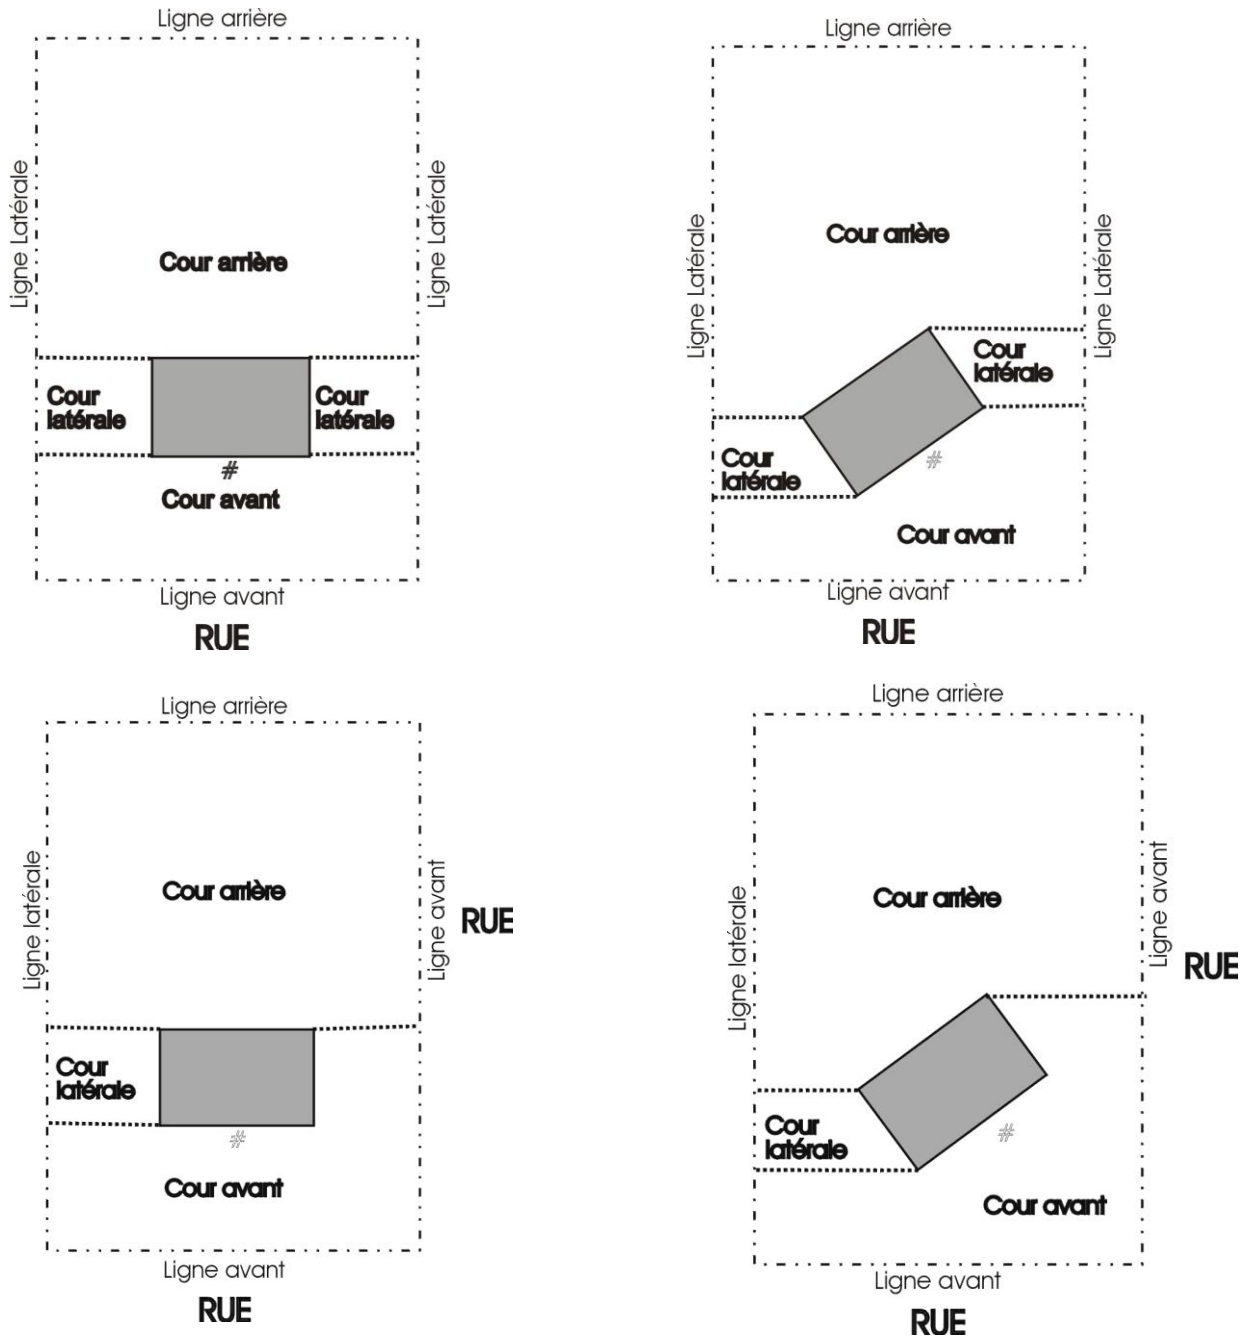 Ligne arrière
Ligne Latérale
Ligne Latérale
Cour arrière
Cour
latérale
Cour
latérale
#
Cour avant
Ligne avant
RUE
Ligne arrière
Ligne Latérale
Ligne Latérale
Cour arrière
Cour
latérale
Cour
latérale
#
Cour avant
Ligne avant
RUE
Ligne arrière
Ligne latérale
Cour arrière
Ligne avant
RUE
Cour
latérale
#
Cour avant
Ligne avant
RUE
Ligne arrière
Ligne latérale
Cour arrière
Ligne avant
RUE
Cour
latérale
#
Cour avant
Ligne avant
RUE